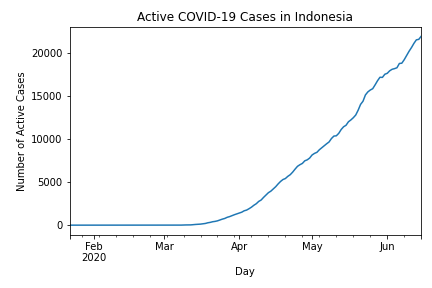 Active COVID-19 Cases in Indonesia
Number of Active Cases
20000
15000
10000
5000
0
Feb Mar Apr May Jun
2020
Day